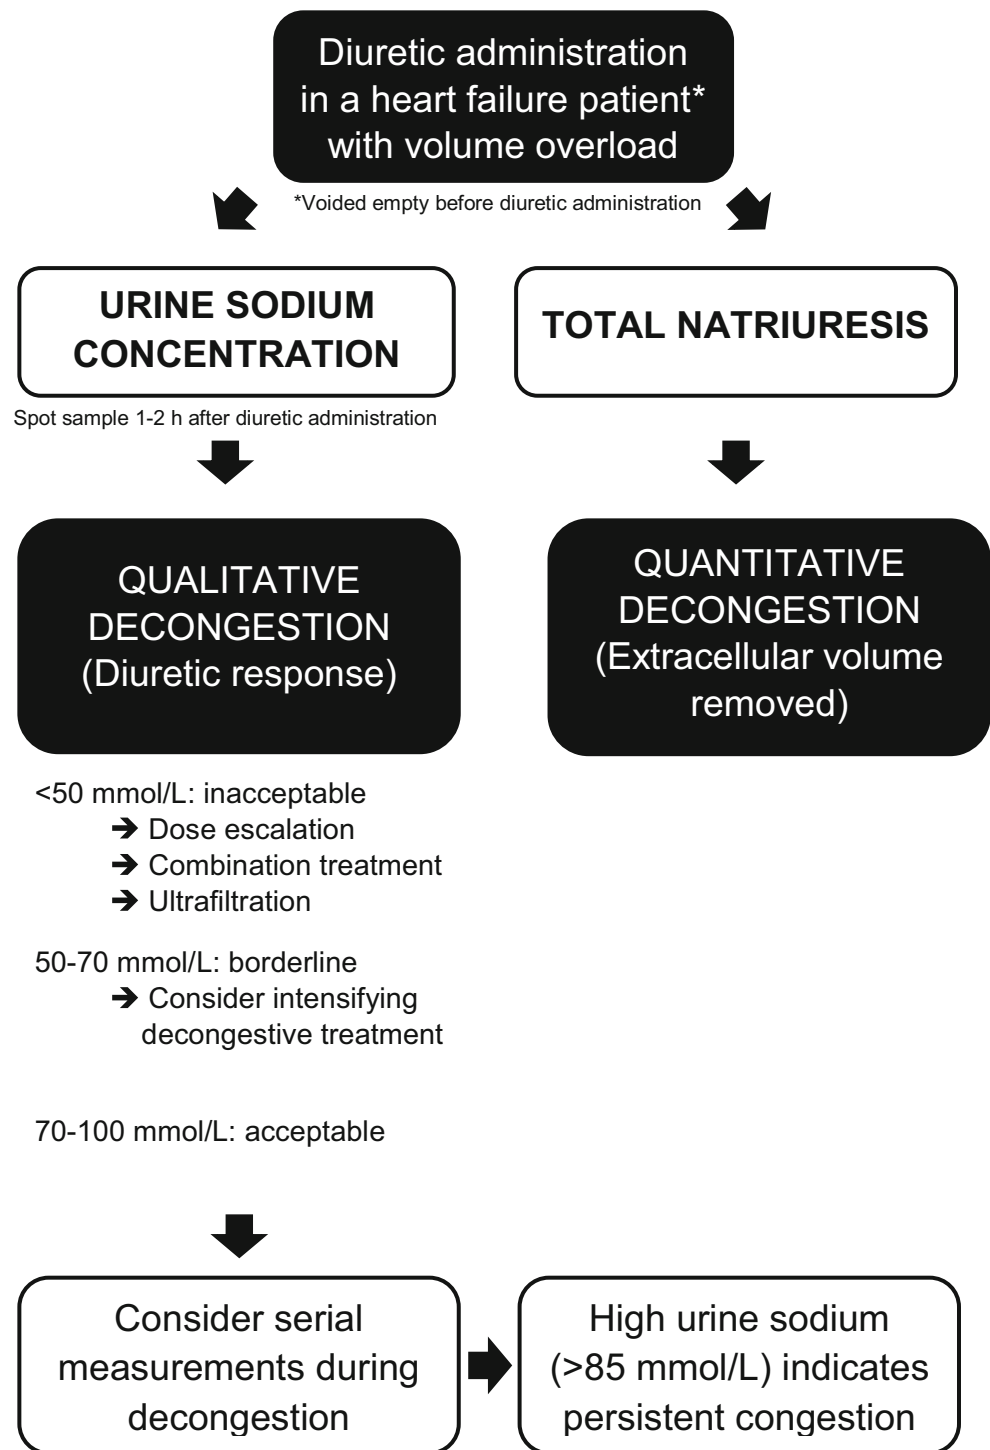 Diuretic administration
in a heart failure patient*
with volume overload
*Voided empty before diuretic administration
URINE SODIUM
CONCENTRATION
Spot sample 1-2 h after diuretic administration
TOTAL NATRIURESIS
QUALITATIVE
DECONGESTION
(Diuretic response)
QUANTITATIVE
DECONGESTION
(Extracellular volume
removed)
<50 mmol/L: inacceptable
➔ Dose escalation
➔ Combination treatment
➔ Ultrafiltration
50-70 mmol/L: borderline
➔ Consider intensifying
decongestive treatment
70-100 mmol/L: acceptable
Consider serial
measurements during
decongestion
High urine sodium
(>85 mmol/L) indicates
persistent congestion